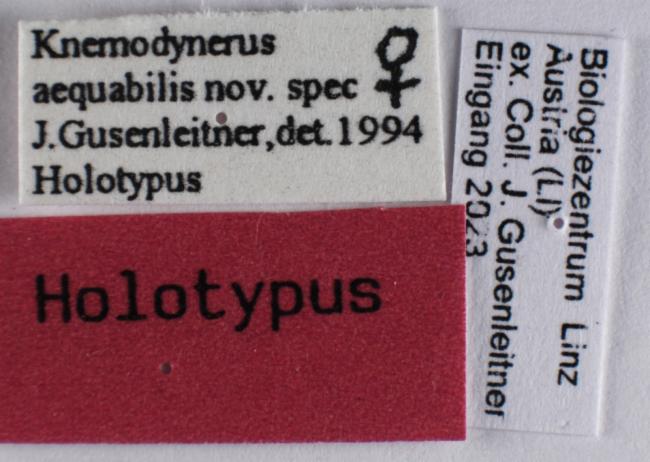 Knemodynerus
aequabilis nov. spec ♀
J.Gusenleitner,det.1994
Holotypus
Holotypus
Biologiezentrum Linz
Austria (LI)
ex. Coll. J. Gusenleitner
Eingang 2023